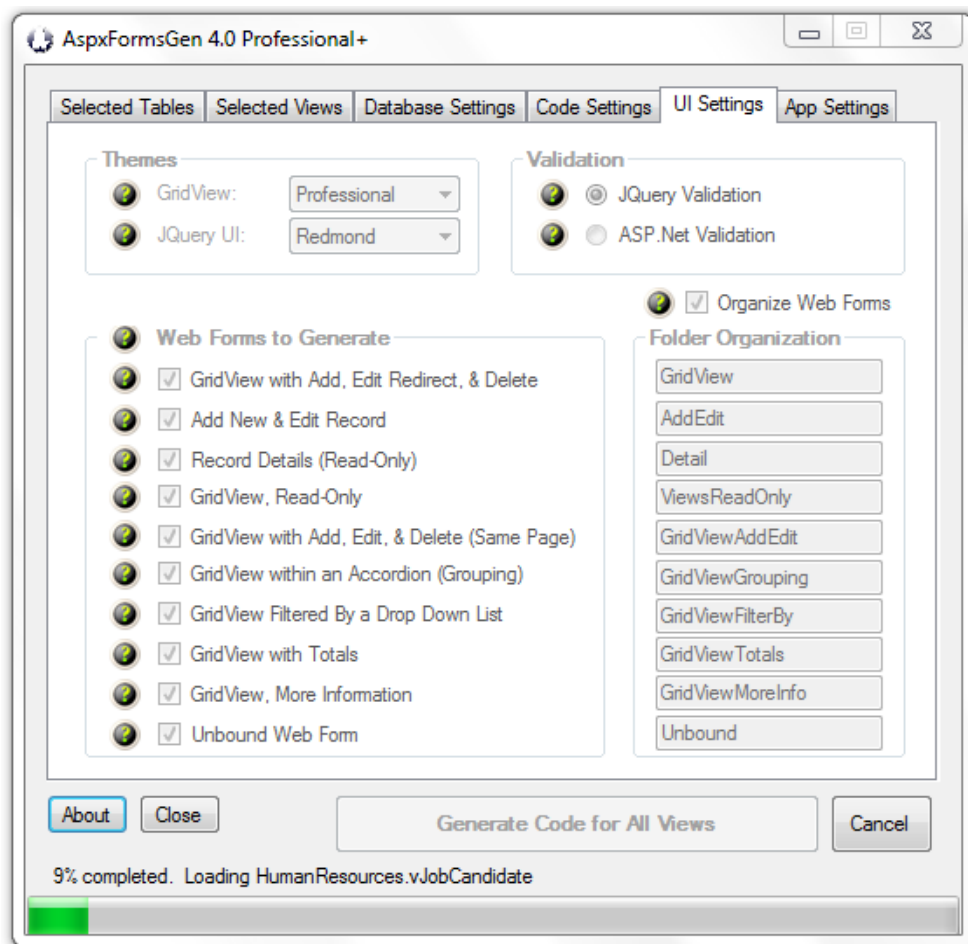 AspxFormsGen 4.0 Professional+
Selected Tables Selected Views Database Settings Code Settings UI Settings App Settings
Themes
GridView: Professional
JQuery UI: Redmond
Validation
JQuery Validation
ASP.Net Validation
Organize Web Forms
Web Forms to Generate
GridView with Add, Edit Redirect, & Delete
Add New & Edit Record
Record Details (Read-Only)
GridView, Read-Only
GridView with Add, Edit, & Delete (Same Page)
GridView within an Accordion (Grouping)
GridView Filtered By a Drop Down List
GridView with Totals
GridView, More Information
Unbound Web Form
Folder Organization
GridView
AddEdit
Detail
ViewsReadOnly
GridViewAddEdit
GridViewGrouping
GridViewFilterBy
GridViewTotals
GridViewMoreInfo
Unbound
About Close Generate Code for All Views Cancel
9% completed. Loading HumanResources.vJobCandidate